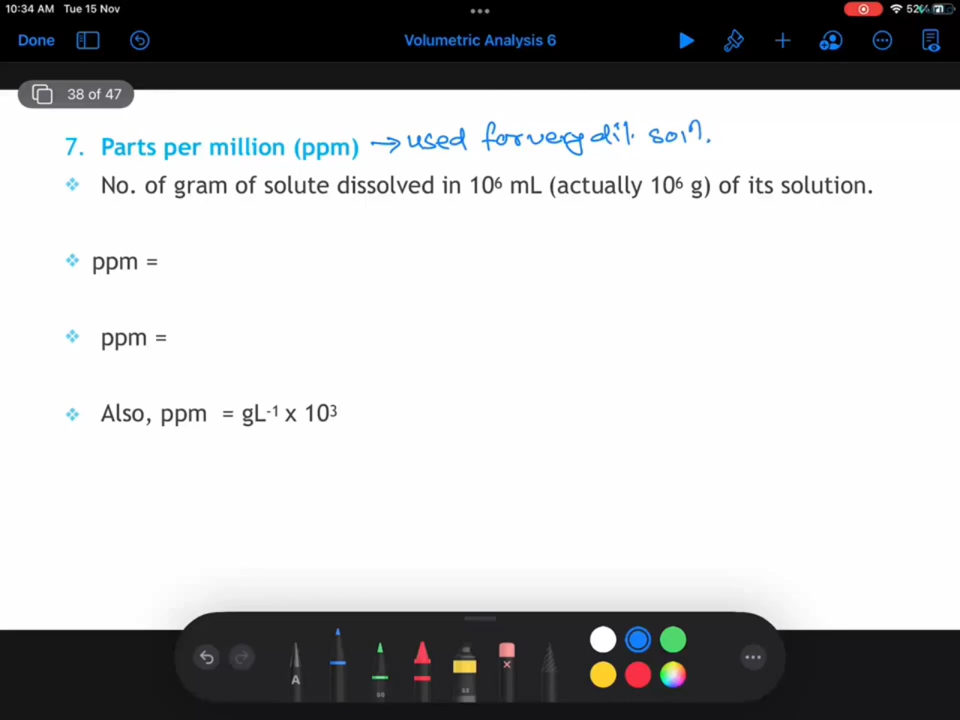 10:34 AM Tue 15 Nov
52%
Done
Volumetric Analysis 6
38 of 47
7. Parts per million (ppm) → used for very dil. soln.
❖ No. of gram of solute dissolved in 10⁶ mL (actually 10⁶ g) of its solution.
❖ ppm =
❖ ppm =
❖ Also, ppm = gL⁻¹ x 10³
A